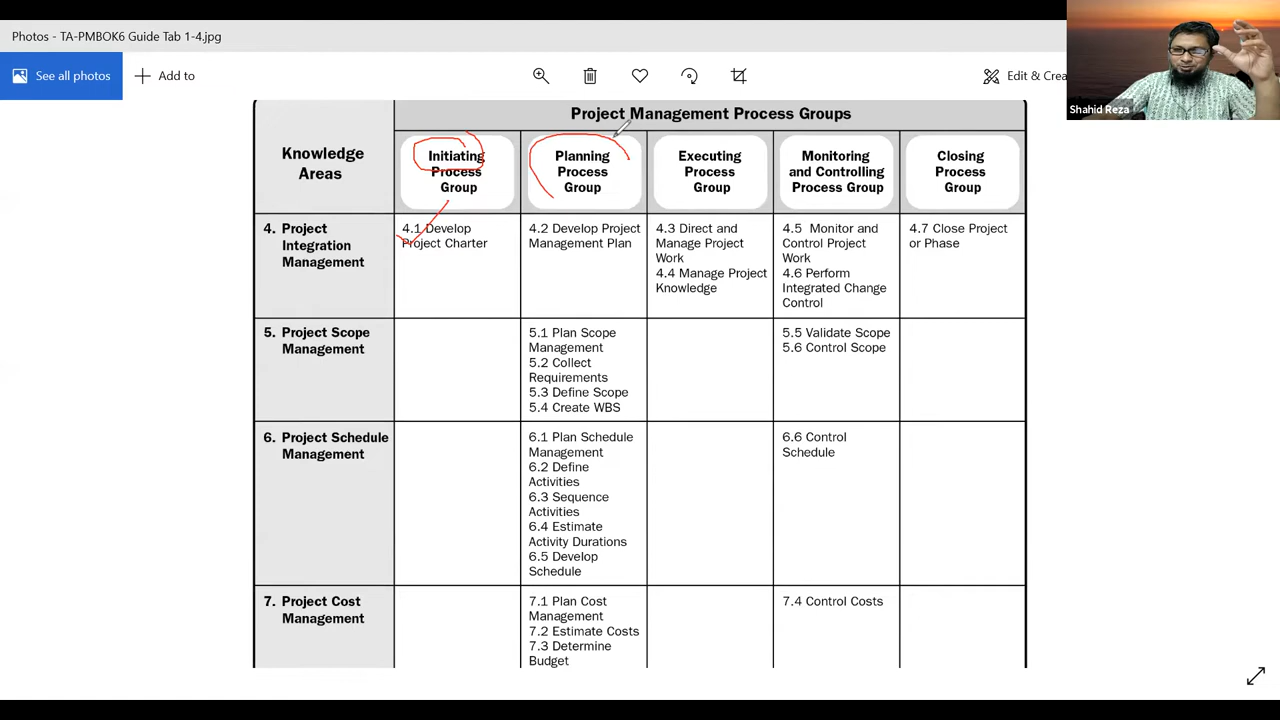 Photos - TA-PMBOK6 Guide Tab 1-4.jpg
See all photos
Add to
Edit & Crea
Shahid Reza
Project Management Process Groups
Knowledge
Areas
Initiating
Process
Group
Planning
Process
Group
Executing
Process
Group
Monitoring
and Controlling
Process Group
Closing
Process
Group
4. Project
Integration
Management
4.1 Develop
Project Charter
4.2 Develop Project
Management Plan
4.3 Direct and
Manage Project
Work
4.4 Manage Project
Knowledge
4.5 Monitor and
Control Project
Work
4.6 Perform
Integrated Change
Control
4.7 Close Project
or Phase
5. Project Scope
Management
5.1 Plan Scope
Management
5.2 Collect
Requirements
5.3 Define Scope
5.4 Create WBS
5.5 Validate Scope
5.6 Control Scope
6. Project Schedule
Management
6.1 Plan Schedule
Management
6.2 Define
Activities
6.3 Sequence
Activities
6.4 Estimate
Activity Durations
6.5 Develop
Schedule
6.6 Control
Schedule
7. Project Cost
Management
7.1 Plan Cost
Management
7.2 Estimate Costs
7.3 Determine
Budget
7.4 Control Costs